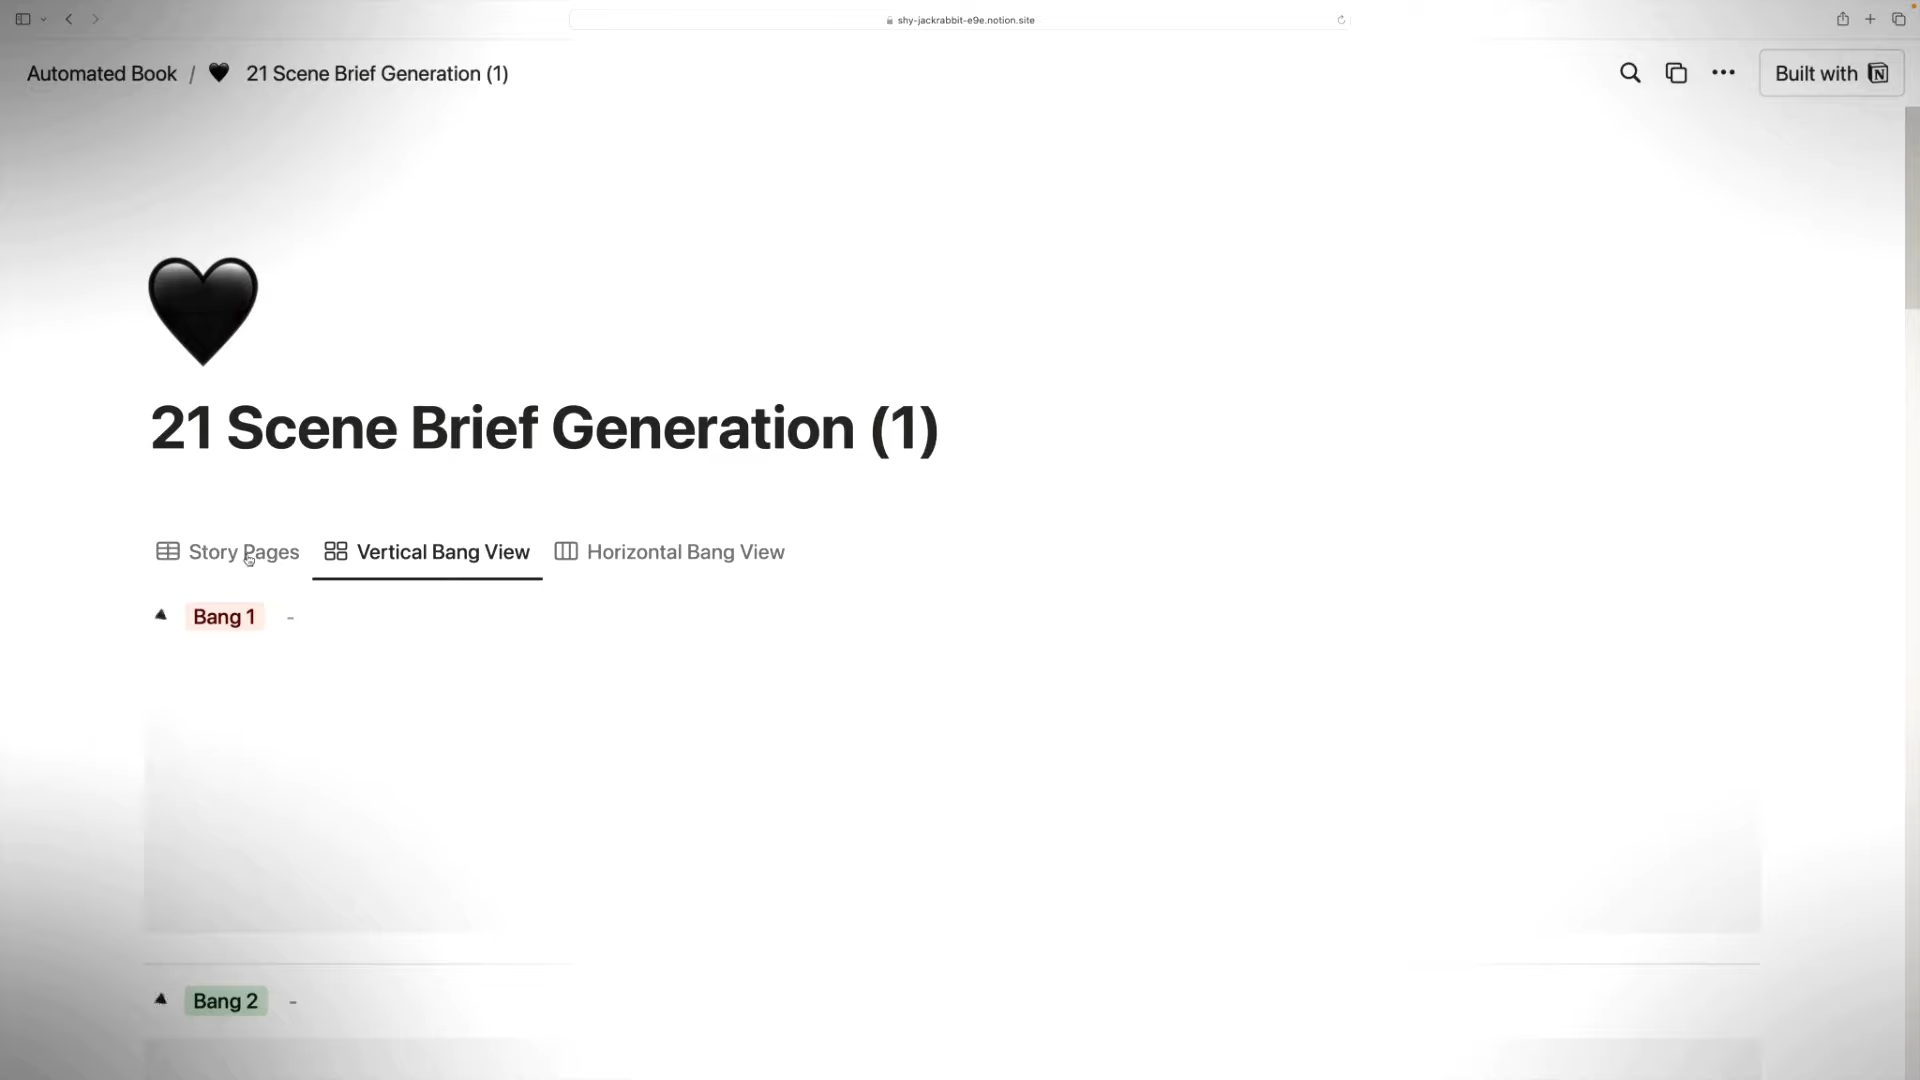 shy-jackrabbit-e9e.notion.site
Automated Book / 🖤 21 Scene Brief Generation (1)
Built with
21 Scene Brief Generation (1)
Story Pages Vertical Bang View Horizontal Bang View
Bang 1 -
Bang 2 -